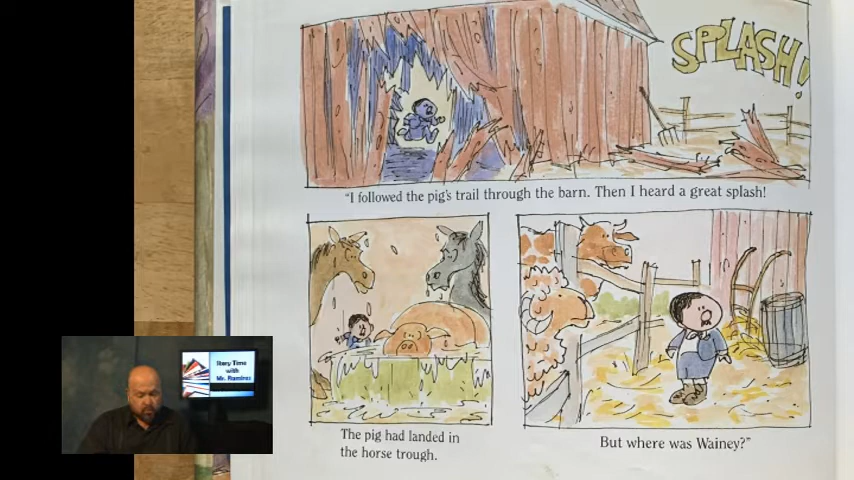 SPLASH!
"I followed the pig's trail through the barn. Then I heard a great splash!
The pig had landed in
the horse trough.
But where was Wainey?"
Story Time
with
Mr. Ramirez